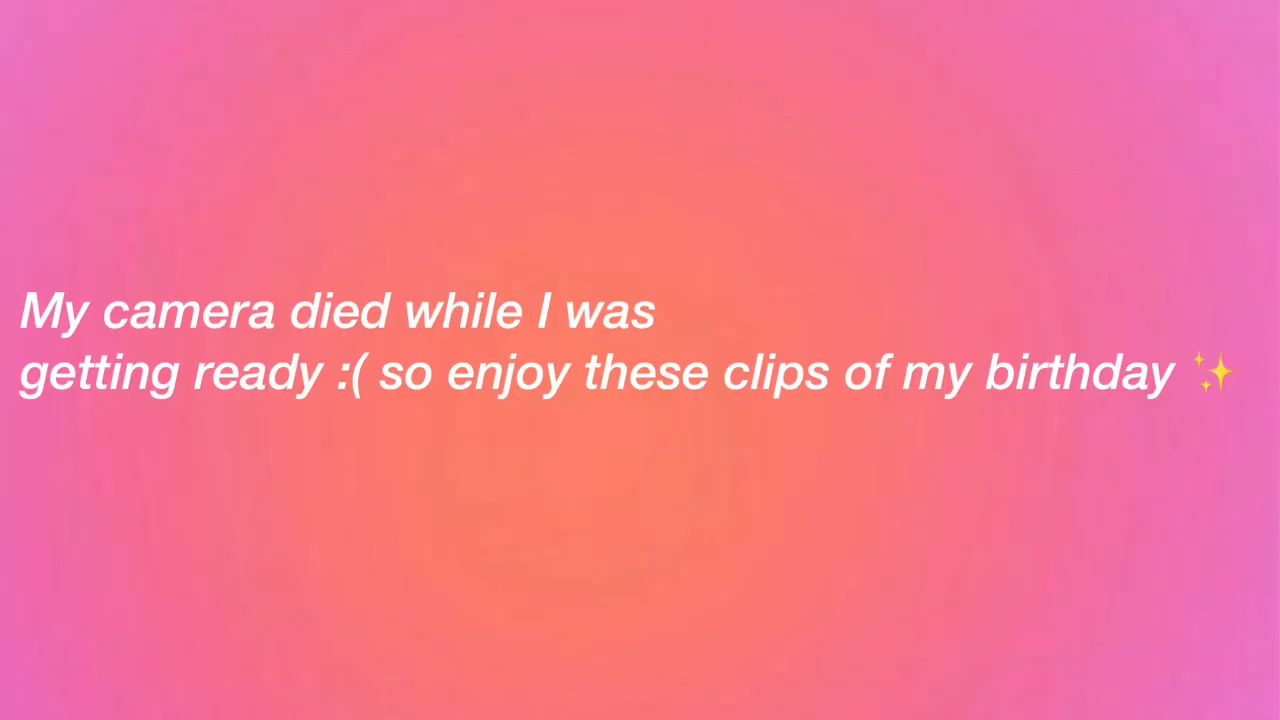 My camera died while I was
getting ready :( so enjoy these clips of my birthday ✨